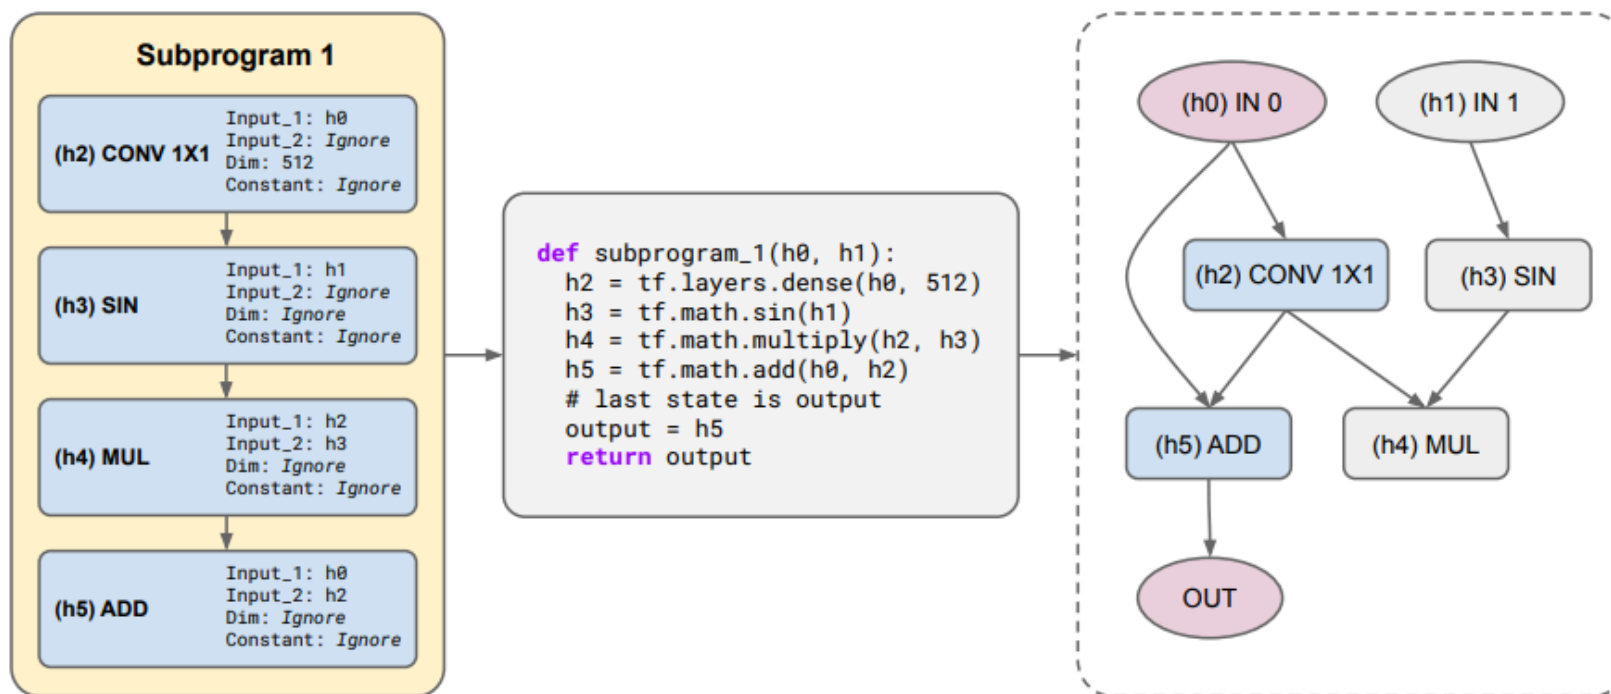 Subprogram 1
(h2) CONV 1X1
Input_1: h0
Input_2: Ignore
Dim: 512
Constant: Ignore
(h3) SIN
Input_1: h1
Input_2: Ignore
Dim: Ignore
Constant: Ignore
(h4) MUL
Input_1: h2
Input_2: h3
Dim: Ignore
Constant: Ignore
(h5) ADD
Input_1: h0
Input_2: h2
Dim: Ignore
Constant: Ignore
def subprogram_1(h0, h1):
h2 = tf.layers.dense(h0, 512)
h3 = tf.math.sin(h1)
h4 = tf.math.multiply(h2, h3)
h5 = tf.math.add(h0, h2)
# last state is output
output = h5
return output
(h0) IN 0
(h1) IN 1
(h2) CONV 1X1
(h3) SIN
(h5) ADD
(h4) MUL
OUT